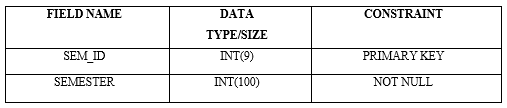 FIELD NAME DATA TYPE/SIZE CONSTRAINT
SEM_ID INT(9) PRIMARY KEY
SEMESTER INT(100) NOT NULL